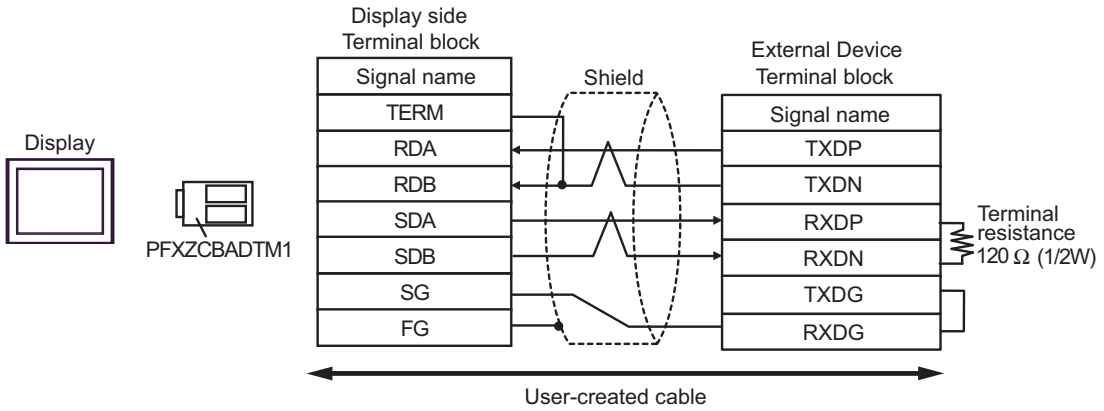 Display side
Terminal block
External Device
Terminal block
Signal name
Shield
Signal name
TERM
Display
RDA
TXDP
RDB
TXDN
SDA
RXDP
Terminal
resistance
120 Ω (1/2W)
PFXZCBADTM1
SDB
RXDN
SG
TXDG
FG
RXDG
User-created cable